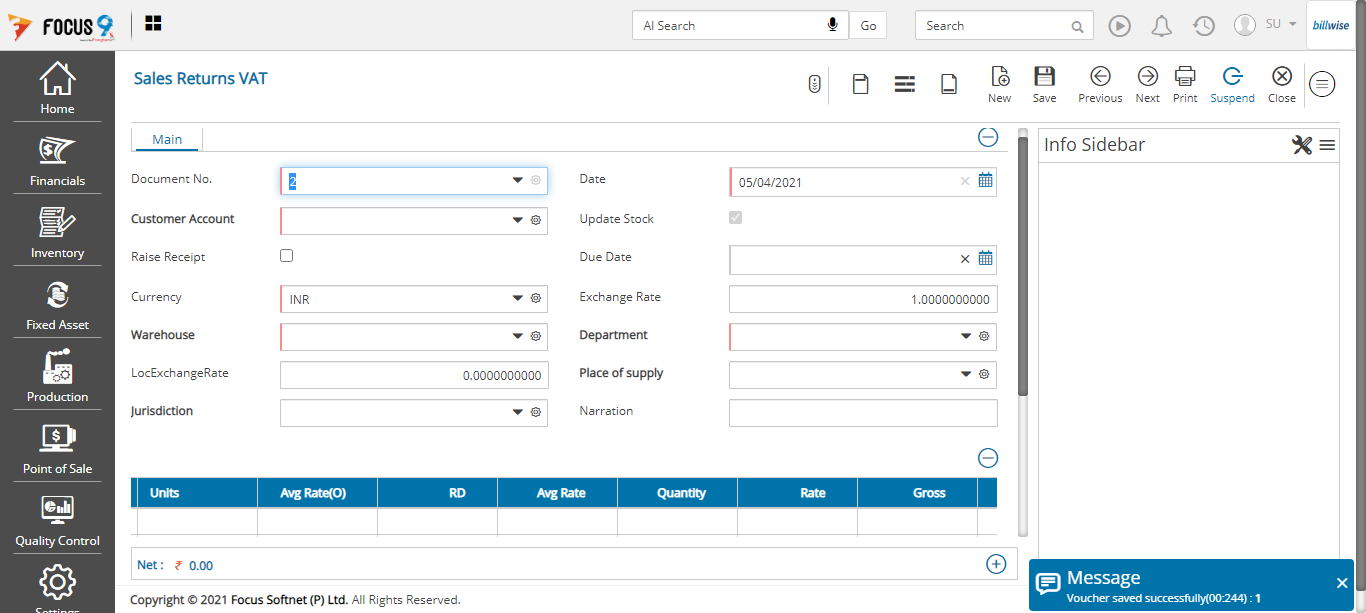 FOCUS 9
AI Search
Go
Search
SU
billwise
Home
Financials
Inventory
Fixed Asset
Production
Point of Sale
Quality Control
Settings
Sales Returns VAT
New
Save
Previous
Next
Print
Suspend
Close
Main
Document No.
2
Date
05/04/2021
Customer Account
Update Stock
Raise Receipt
Due Date
Currency
INR
Exchange Rate
1.0000000000
Warehouse
Department
LocExchangeRate
0.0000000000
Place of supply
Jurisdiction
Narration
Units
Avg Rate(O)
RD
Avg Rate
Quantity
Rate
Gross
Net : ₹ 0.00
Info Sidebar
Message
Voucher saved successfully(00:244) : 1
Copyright © 2021 Focus Softnet (P) Ltd. All Rights Reserved.